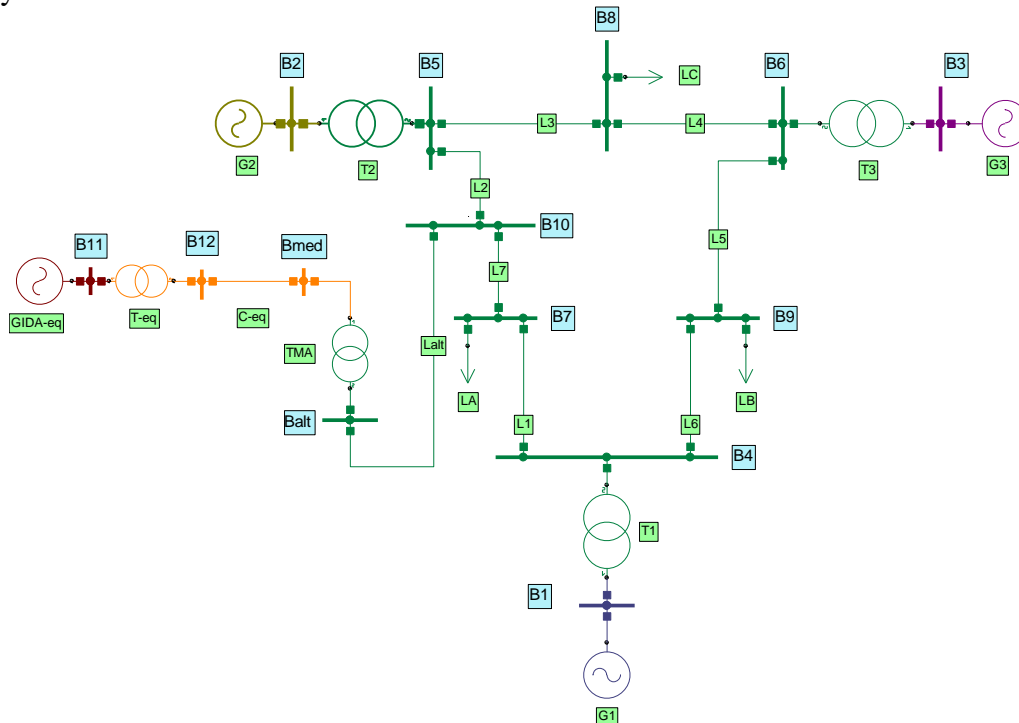 y
B8
B2
B5
B6
B3
LC
L3
L4
G2
T2
T3
G3
L2
B10
B11
B12
Bmed
L5
L7
GIDA-eq
T-eq
C-eq
B7
B9
TMA
Lalt
LA
LB
Balt
L1
L6
B4
T1
B1
G1